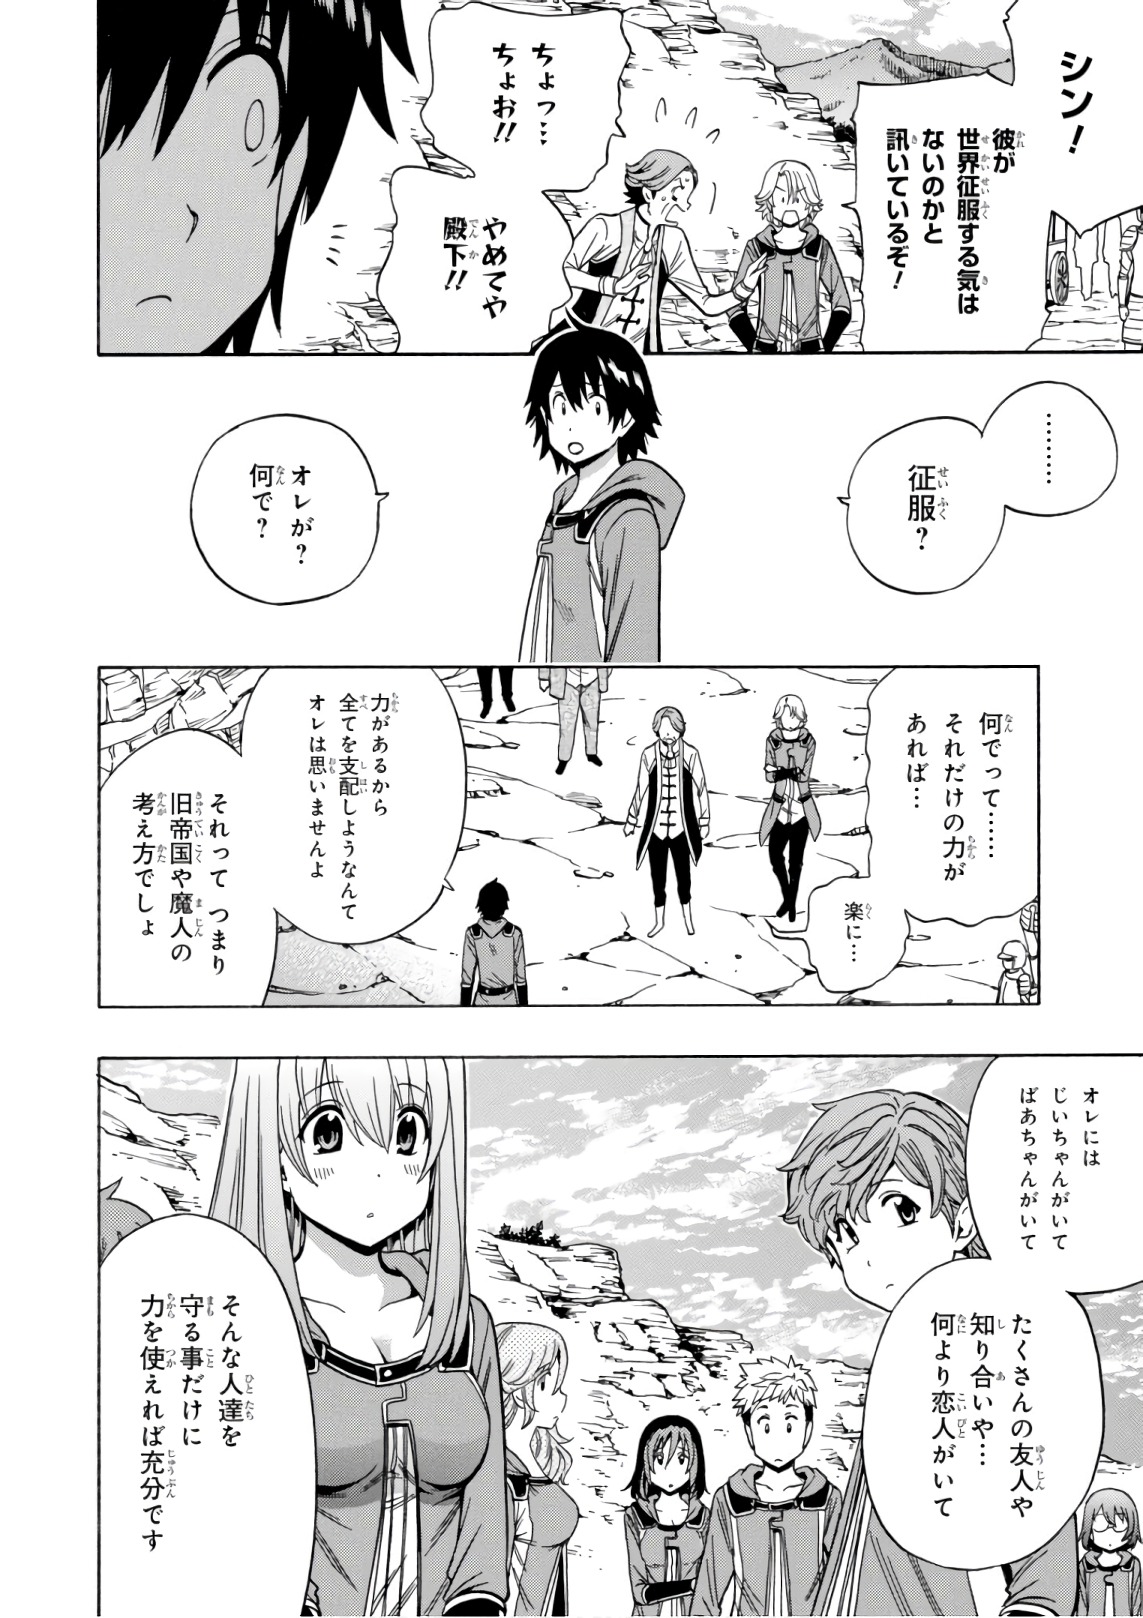 シン！
彼が
世界征服する気は
ないのかと
訊いているぞ！
ちょっ…
ちょお!!
やめてや
殿下!!
………
征服？
オレが？
何で？
何でって……
それだけの力が
あれば…
楽に…
力があるから
全てを支配しようなんて
オレは思いませんよ
それって つまり
旧帝国や魔人の
考え方でしょ
オレには
じいちゃんがいて
ばあちゃんがいて
たくさんの友人や
知り合いや…
何より恋人がいて
そんな人達を
守る事だけに
力を使えれば充分です